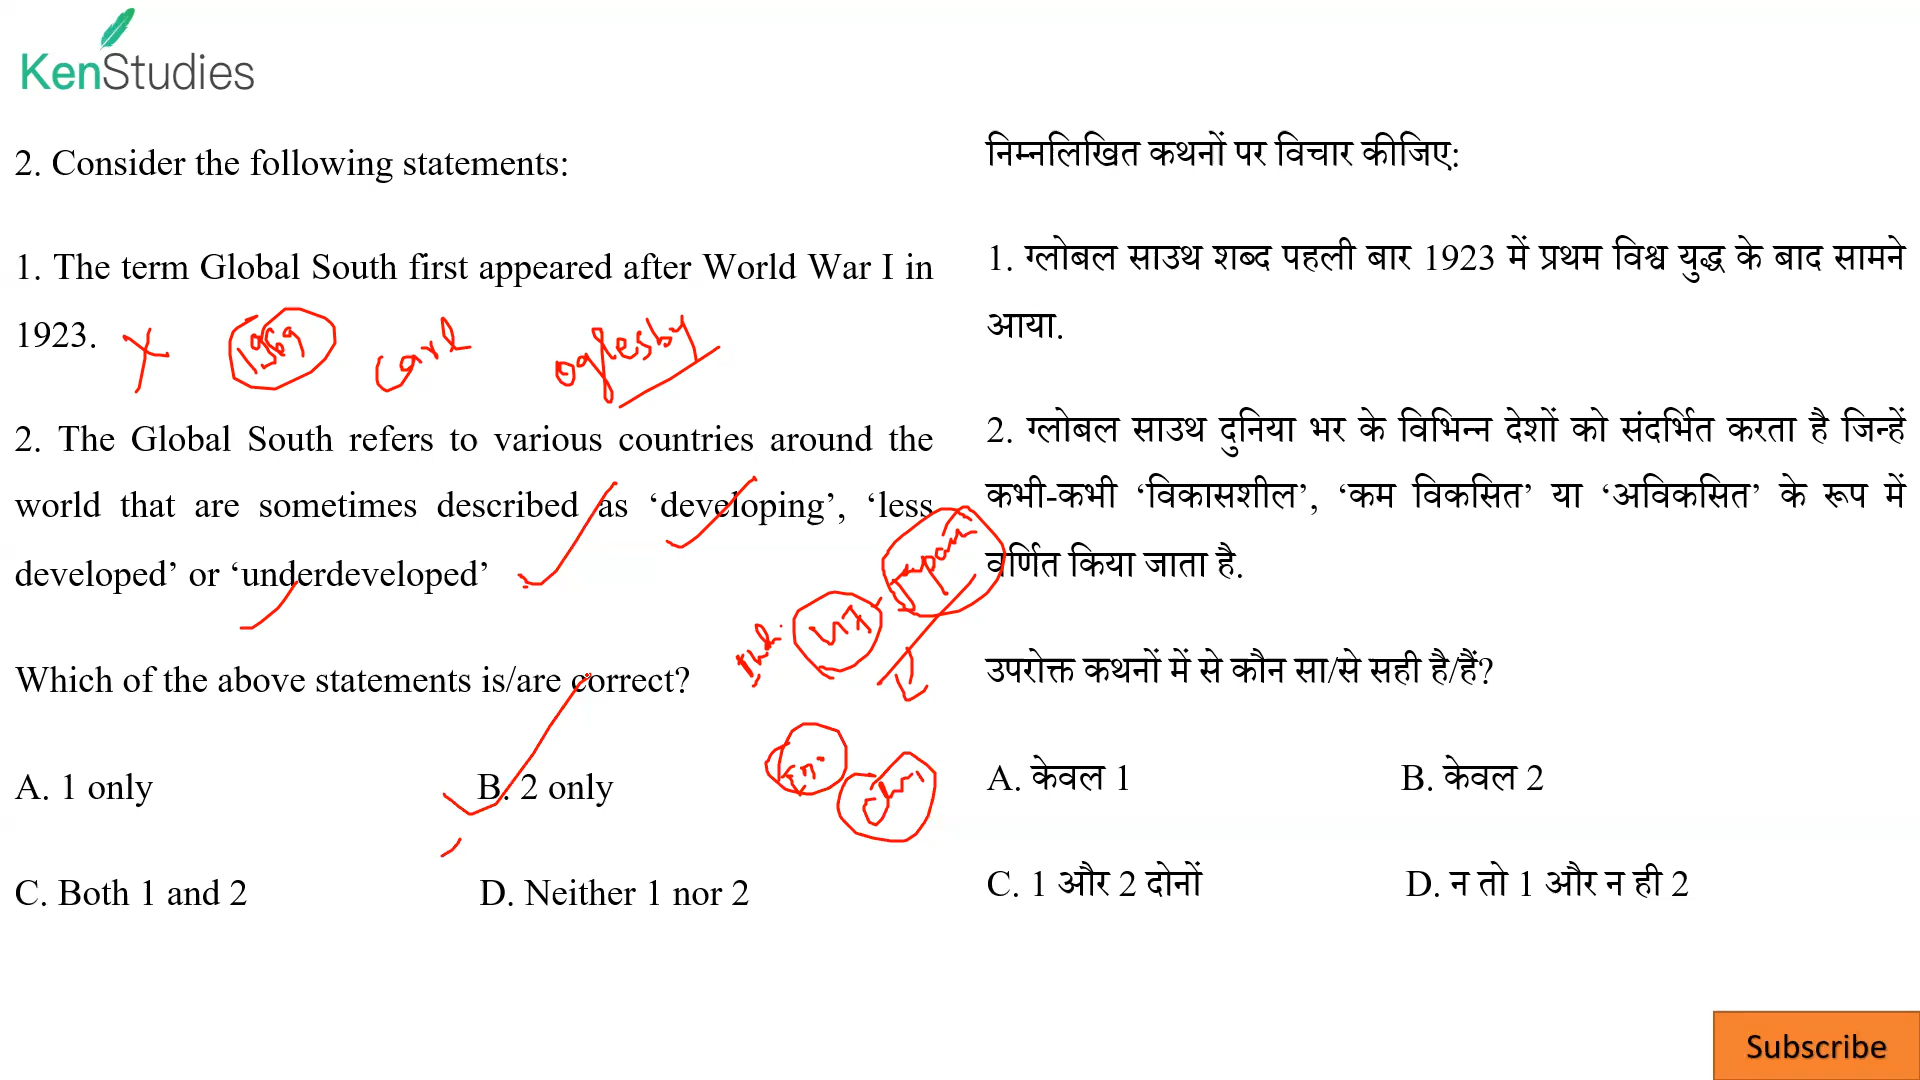 KenStudies
2. Consider the following statements:
1. The term Global South first appeared after World War I in
1923.
1969 Carl Oglesby
2. The Global South refers to various countries around the
world that are sometimes described as ‘developing’, ‘less
developed’ or ‘underdeveloped’
Japan
Which of the above statements is/are correct?
A. 1 only
B. 2 only
C. Both 1 and 2
D. Neither 1 nor 2
निम्नलिखित कथनों पर विचार कीजिए:
1. ग्लोबल साउथ शब्द पहली बार 1923 में प्रथम विश्व युद्ध के बाद सामने
आया.
2. ग्लोबल साउथ दुनिया भर के विभिन्न देशों को संदर्भित करता है जिन्हें
कभी-कभी ‘विकासशील’, ‘कम विकसित’ या ‘अविकसित’ के रूप में
वर्णित किया जाता है.
उपरोक्त कथनों में से कौन सा/से सही है/हैं?
A. केवल 1
B. केवल 2
C. 1 और 2 दोनों
D. न तो 1 और न ही 2
Subscribe